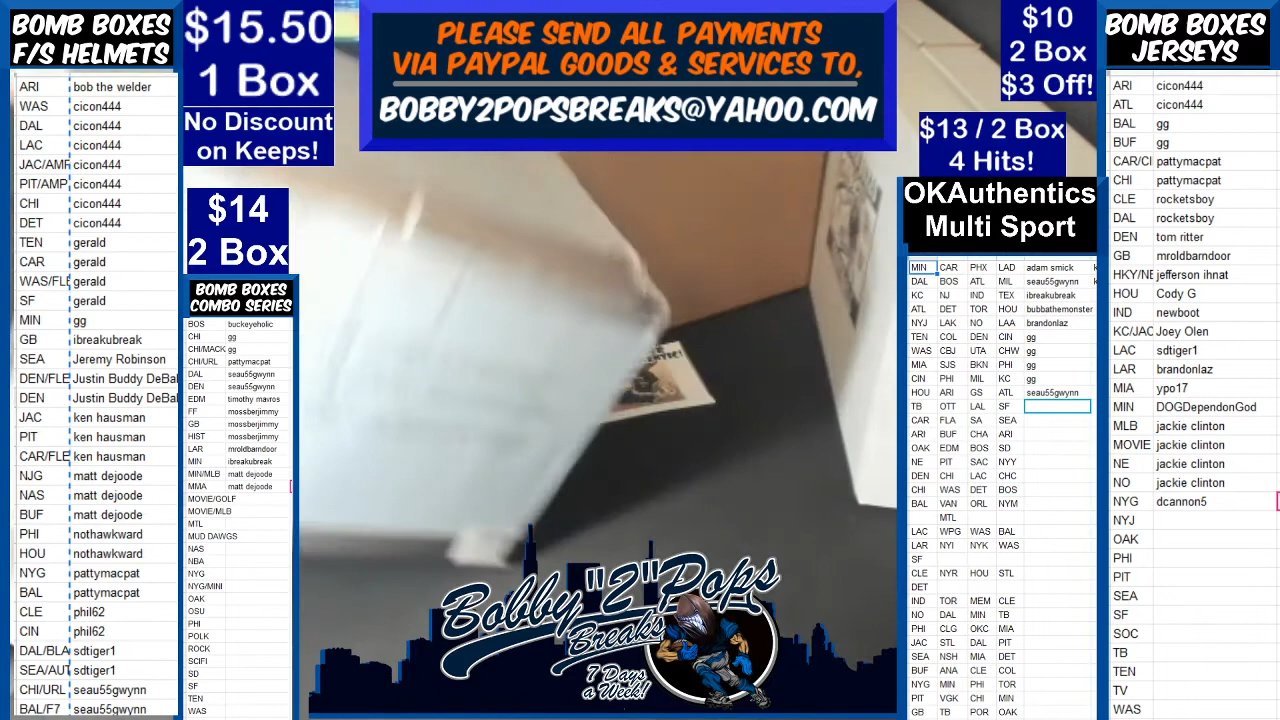 BOMB BOXES
F/S HELMETS
ARI bob the welder
WAS cicon444
DAL cicon444
LAC cicon444
JAC/AMF cicon444
PIT/AMP cicon444
CHI cicon444
DET cicon444
TEN gerald
CAR gerald
WAS/FLE gerald
SF gerald
MIN gg
GB ibreakubreak
SEA Jeremy Robinson
DEN/FLE Justin Buddy DeBal
DEN Justin Buddy DeBal
JAC ken hausman
PIT ken hausman
CAR/FLE ken hausman
NJG matt dejoode
NAS matt dejoode
BUF matt dejoode
PHI nothawkward
HOU nothawkward
NYG pattymacpat
BAL pattymacpat
CLE phil62
CIN phil62
DAL/BLA sdtiger1
SEA/AUT sdtiger1
CHI/URL seau55gwynn
BAL/F7 seau55gwynn
$15.50
1 Box
No Discount
on Keeps!
$14
2 Box
BOMB BOXES
COMBO SERIES
BOS buckeyeholic
CHI gg
CHI/MACK gg
CHI/URL pattymacpat
DAL seau55gwynn
DEN seau55gwynn
EDM timothy mavros
FF mossberjimmy
GB mossberjimmy
HIST mossberjimmy
LAR mroldbarndoor
MIN ibreakubreak
MIN/MLB matt dejoode
MMA matt dejoode
MOVIE/GOLF
MOVIE/MLB
MTL
MUD DAWGS
NAS
NBA
NYG
NYG/MINI
OAK
OSU
PHI
POLK
ROCK
SCIFI
SD
SF
TEN
WAS
PLEASE SEND ALL PAYMENTS
VIA PAYPAL GOODS & SERVICES TO,
BOBBY2POPSBREAKS@YAHOO.COM
Bobby "2" Pops
Breaks
7 Days
a Week!
$10
2 Box
$3 Off!
$13 / 2 Box
4 Hits!
OKAuthentics
Multi Sport
MIN CAR PHX LAD adam smick k
DAL BOS ATL MIL seau55gwynn k
KC NJ IND TEX ibreakubreak
ATL DET TOR HOU bubbathemonster
NYJ LAK NO LAA brandonlaz
TEN COL DEN CIN gg
WAS CBJ UTA CHW gg
MIA SJS BKN PHI gg
CIN PHI MIL KC gg
HOU ARI GS ATL seau55gwynn
TB OTT LAL SF
CAR FLA SA SEA
ARI BUF CHA ARI
OAK EDM BOS SD
NE PIT SAC NYY
DEN CHI LAC CHC
CHI WAS DET BOS
BAL VAN ORL NYM
MTL
LAC WPG WAS BAL
LAR NYI NYK WAS
SF
CLE NYR HOU STL
DET
IND TOR MEM CLE
NO DAL MIN TB
PHI CLG OKC MIA
JAC STL DAL PIT
SEA NSH MIA DET
BUF ANA CLE COL
NYG MIN PHI TOR
PIT VGK CHI MIN
GB TB POR OAK
BOMB BOXES
JERSEYS
ARI cicon444
ATL cicon444
BAL gg
BUF gg
CAR/CI pattymacpat
CHI pattymacpat
CLE rocketsboy
DAL rocketsboy
DEN tom ritter
GB mroldbarndoor
HKY/NE jefferson ihnat
HOU Cody G
IND newboot
KC/JAC Joey Olen
LAC sdtiger1
LAR brandonlaz
MIA ypo17
MIN DOGDependonGod
MLB jackie clinton
MOVIE jackie clinton
NE jackie clinton
NO jackie clinton
NYG dcannon5
NYJ
OAK
PHI
PIT
SEA
SF
SOC
TB
TEN
TV
WAS